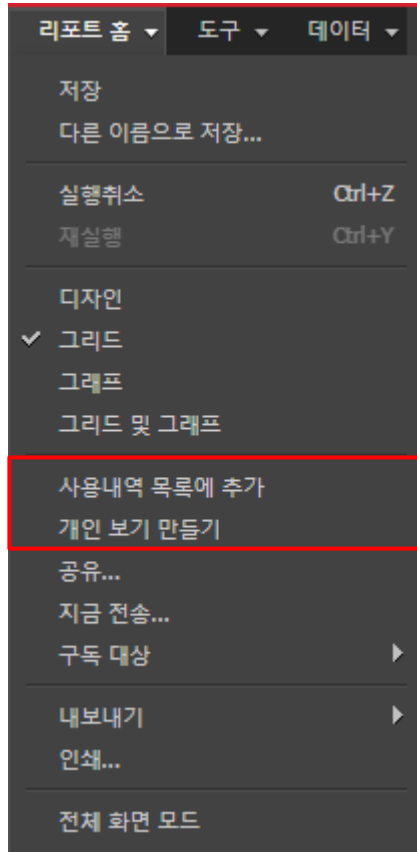 리포트 홈 도구 데이터
저장
다른 이름으로 저장...
실행취소 Ctrl+Z
재실행 Ctrl+Y
디자인
그리드
그래프
그리드 및 그래프
사용내역 목록에 추가
개인 보기 만들기
공유...
지금 전송...
구독 대상
내보내기
인쇄...
전체 화면 모드